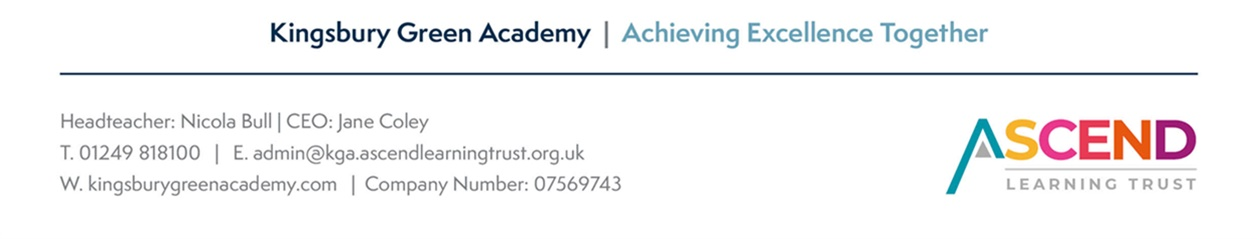 Kingsbury Green Academy | Achieving Excellence Together
Headteacher: Nicola Bull | CEO: Jane Coley
T. 01249 818100 | E. admin@kga.ascendlearningtrust.org.uk
W. kingsburygreenacademy.com | Company Number: 07569743
ASCEND
LEARNING TRUST